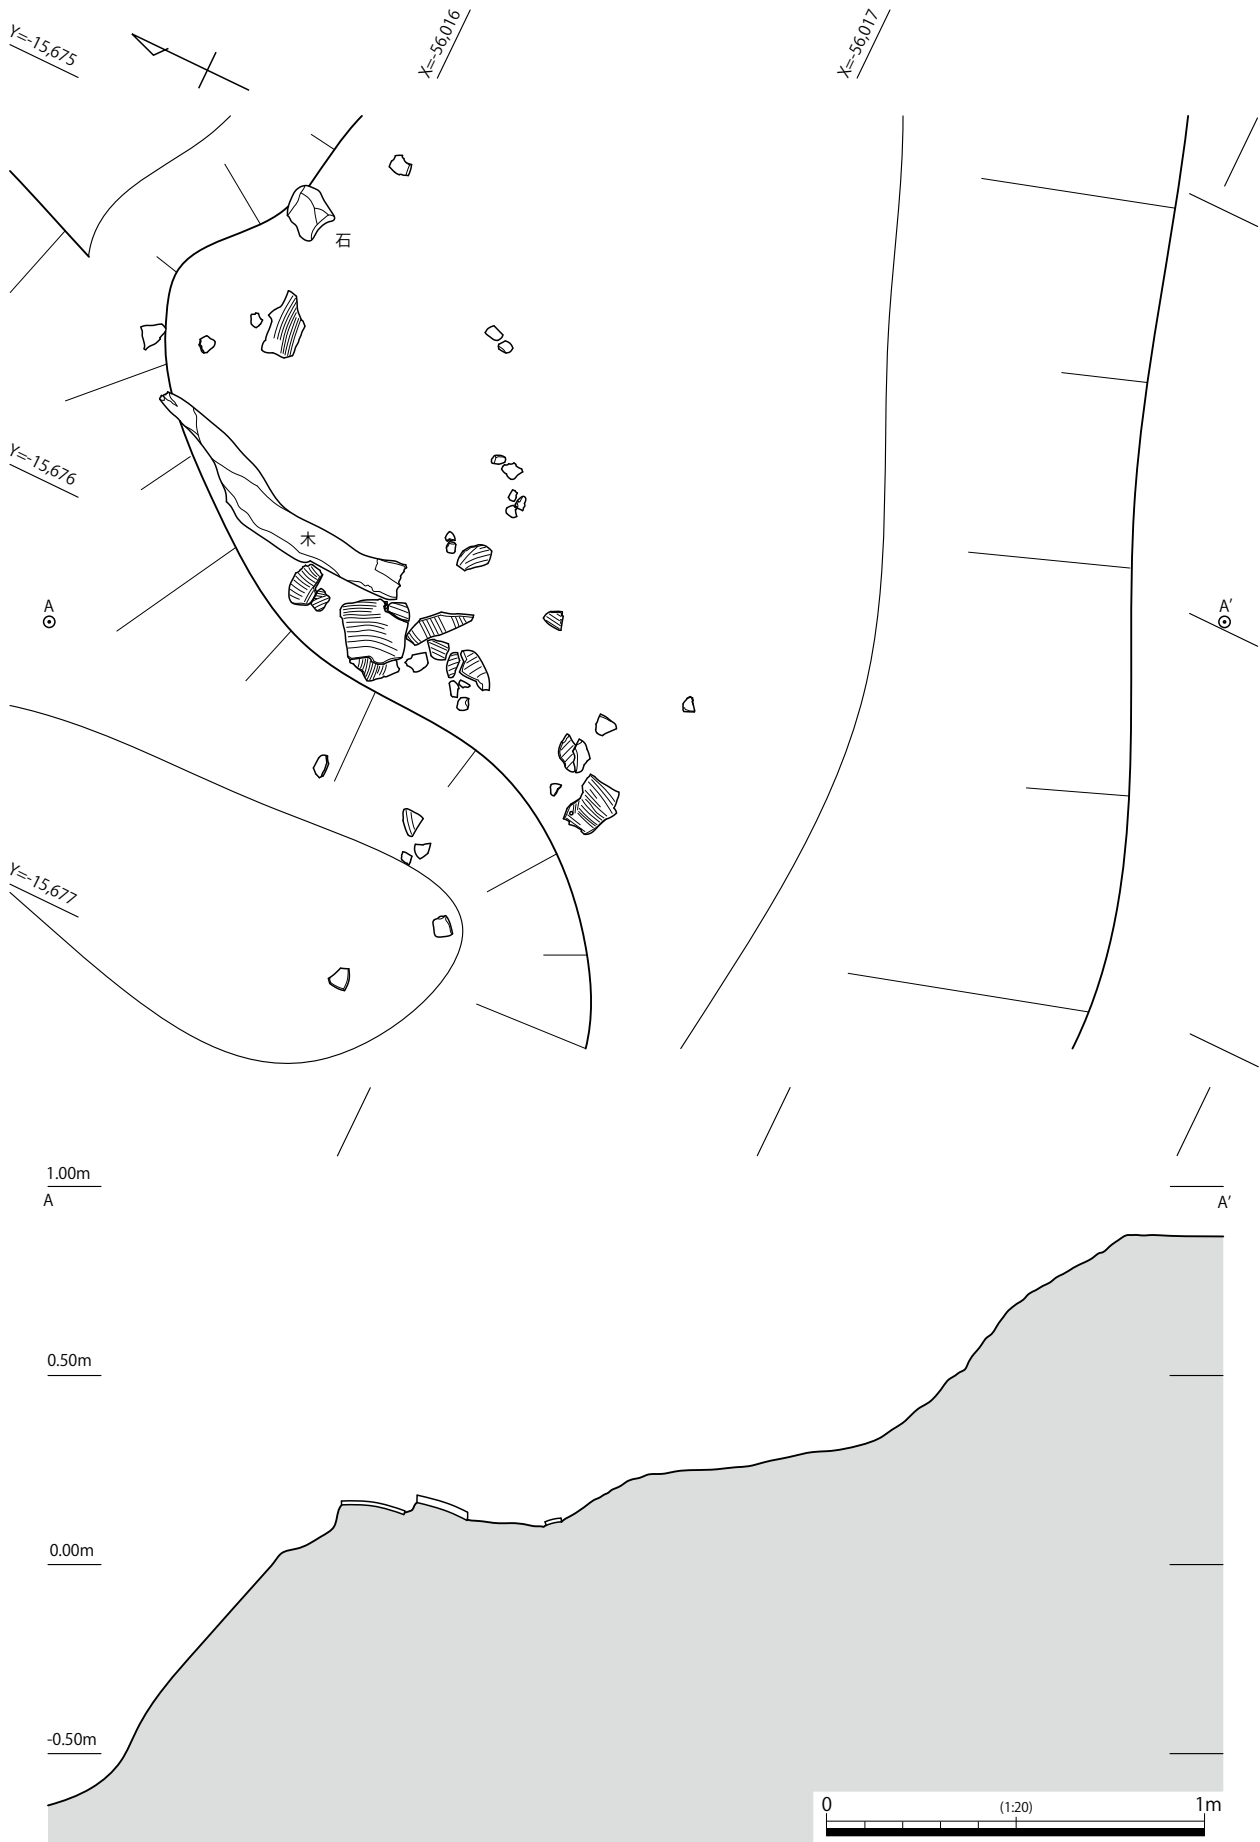 Y=-15,675
X=-56,016
X=-56,017
石
Y=-15,676
木
A
A′
Y=-15,677
1.00m
A
A′
0.50m
0.00m
-0.50m
0
(1:20)
1m